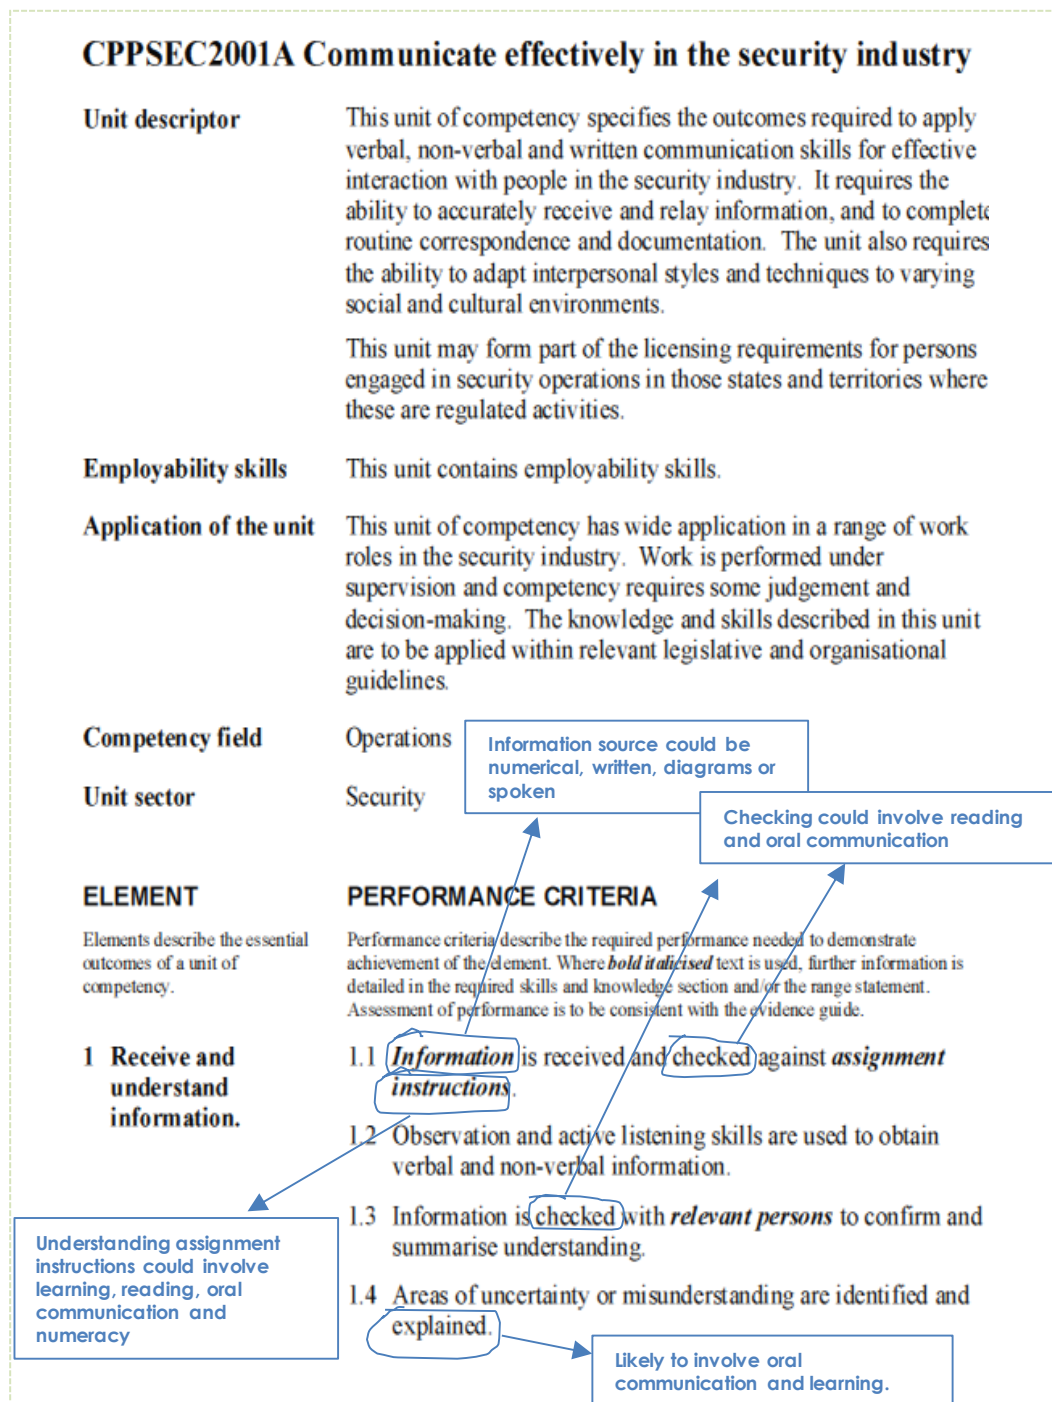 CPPSEC2001A Communicate effectively in the security industry
Unit descriptor
This unit of competency specifies the outcomes required to apply
verbal, non-verbal and written communication skills for effective
interaction with people in the security industry. It requires the
ability to accurately receive and relay information, and to complete
routine correspondence and documentation. The unit also requires
the ability to adapt interpersonal styles and techniques to varying
social and cultural environments.
This unit may form part of the licensing requirements for persons
engaged in security operations in those states and territories where
these are regulated activities.
Employability skills
This unit contains employability skills.
Application of the unit
This unit of competency has wide application in a range of work
roles in the security industry. Work is performed under
supervision and competency requires some judgement and
decision-making. The knowledge and skills described in this unit
are to be applied within relevant legislative and organisational
guidelines.
Competency field
Operations
Unit sector
Security
Information source could be
numerical, written, diagrams or
spoken
Checking could involve reading
and oral communication
ELEMENT
Elements describe the essential
outcomes of a unit of
competency.
PERFORMANCE CRITERIA
Performance criteria describe the required performance needed to demonstrate
achievement of the element. Where bold italicised text is used, further information is
detailed in the required skills and knowledge section and/or the range statement.
Assessment of performance is to be consistent with the evidence guide.
1 Receive and
understand
information.
1.1 Information is received and checked against assignment
instructions.
1.2 Observation and active listening skills are used to obtain
verbal and non-verbal information.
1.3 Information is checked with relevant persons to confirm and
summarise understanding.
1.4 Areas of uncertainty or misunderstanding are identified and
explained.
Understanding assignment
instructions could involve
learning, reading, oral
communication and
numeracy
Likely to involve oral
communication and learning.